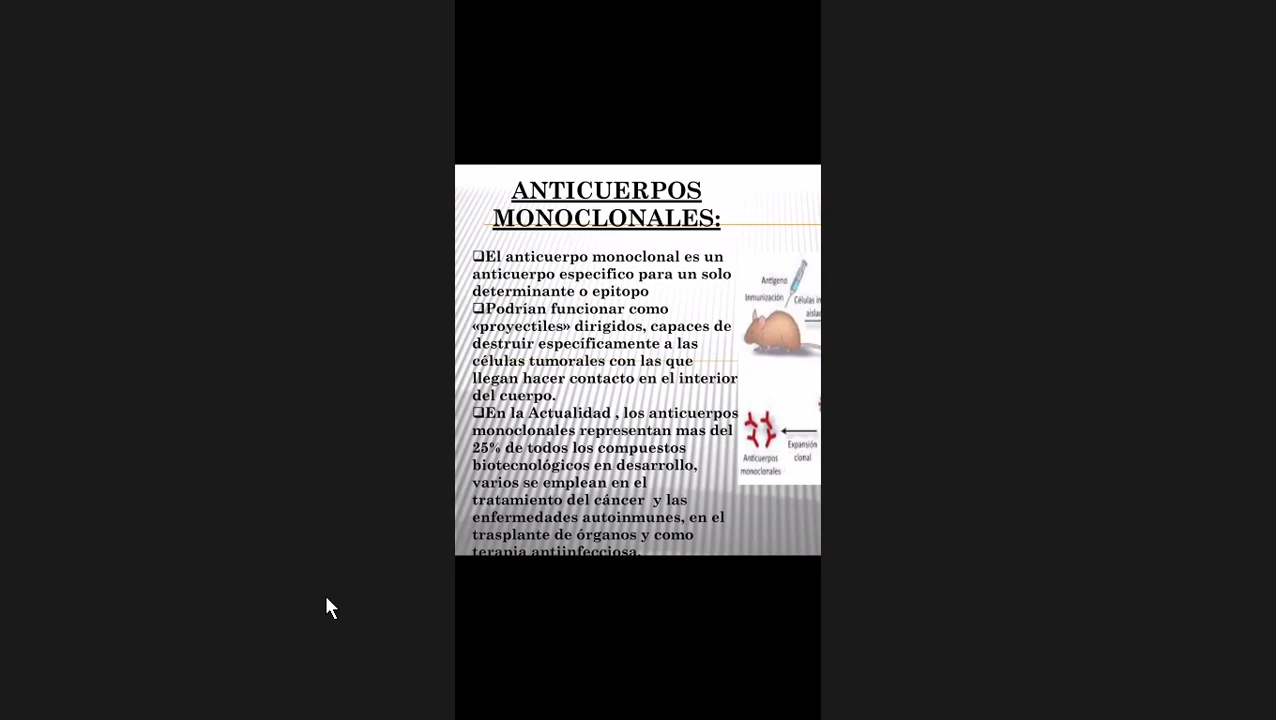 ANTICUERPOS
MONOCLONALES:
❑El anticuerpo monoclonal es un
anticuerpo especifico para un solo
determinante o epitopo
❑Podrían funcionar como
«proyectiles» dirigidos, capaces de
destruir específicamente a las
células tumorales con las que
llegan hacer contacto en el interior
del cuerpo.
❑En la Actualidad , los anticuerpos
monoclonales representan mas del
25% de todos los compuestos
biotecnológicos en desarrollo,
varios se emplean en el
tratamiento del cáncer  y las
enfermedades autoinmunes, en el
trasplante de órganos y como
terapia antiinfecciosa.
Antígeno
Inmunización
Células
Expansión
clonal
Anticuerpos
monoclonales